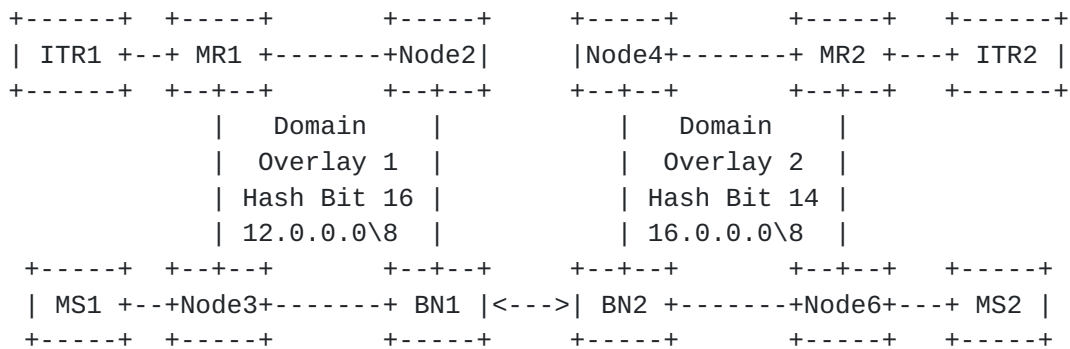 +------+  +-----+       +-----+     +-----+       +-----+   +------+
| ITR1 +--+ MR1 +-------+Node2|     |Node4+-------+ MR2 +---+ ITR2 |
+------+  +--+--+       +--+--+     +--+--+       +--+--+   +------+
             |   Domain    |           |   Domain    |
             |  Overlay 1  |           |  Overlay 2  |
             | Hash Bit 16 |           | Hash Bit 14 |
             | 12.0.0.0\8  |           | 16.0.0.0\8  |
 +-----+  +--+--+       +--+--+     +--+--+       +--+--+   +-----+
 | MS1 +--+Node3+-------+ BN1 |<--->| BN2 +-------+Node6+---+ MS2 |
 +-----+  +-----+       +-----+     +-----+       +-----+   +-----+